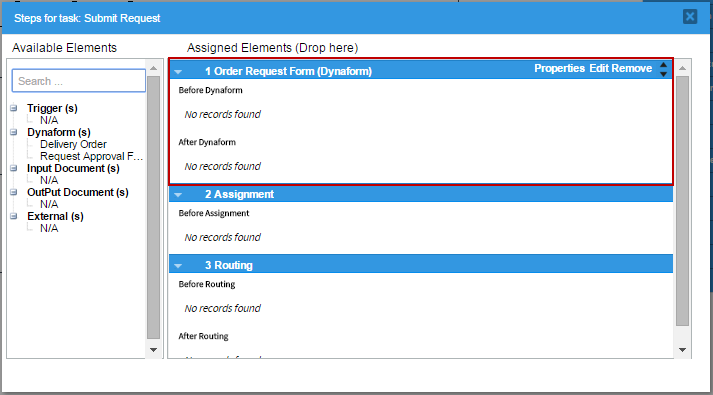 Steps for task: Submit Request
Available Elements
Assigned Elements (Drop here)
Search ...
Trigger (s)
N/A
Dynaform (s)
Delivery Order
Request Approval F...
Input Document (s)
N/A
OutPut Document (s)
N/A
External (s)
N/A
1 Order Request Form (Dynaform) Properties Edit Remove
Before Dynaform
No records found
After Dynaform
No records found
2 Assignment
Before Assignment
No records found
3 Routing
Before Routing
No records found
After Routing
No records found